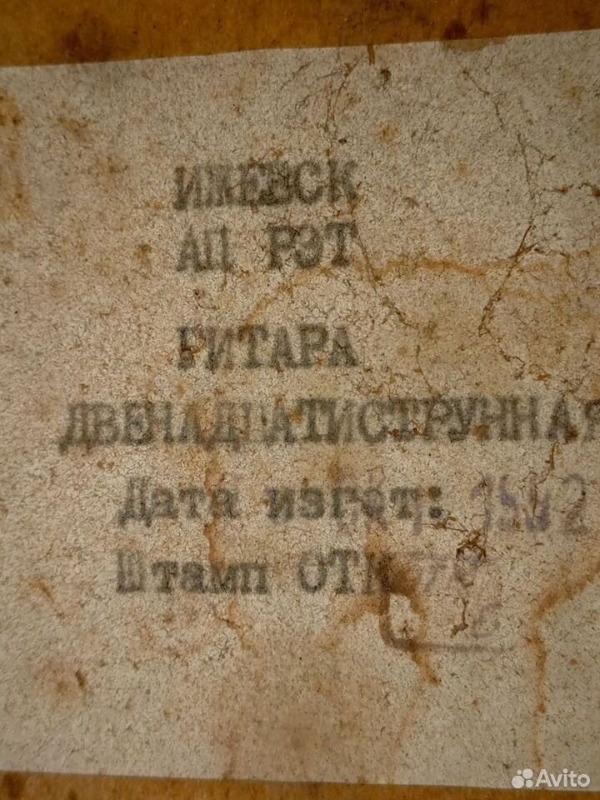 ИЖЕВСК
АП РЭТ
ГИТАРА
ДВЕНАДЦАТИСТРУННАЯ
Дата изгот:
Штамп ОТК
Avito